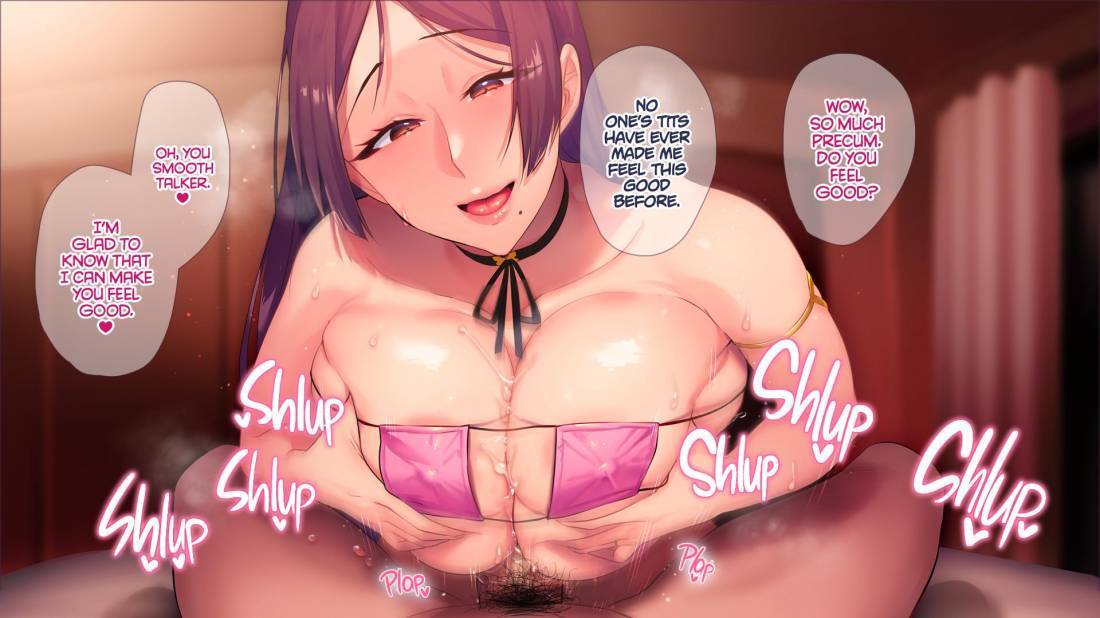 WOW,
SO MUCH
PRECUM.
DO YOU
FEEL
GOOD?
NO
ONE'S TITS
HAVE EVER
MADE ME
FEEL THIS
GOOD
BEFORE.
OH, YOU
SMOOTH
TALKER.
♥
I'M
GLAD TO
KNOW THAT
I CAN MAKE
YOU FEEL
GOOD.
♥
Shlup
Shlup
Shlup
Shlup
Shlup
Shlup
Plop
Plop